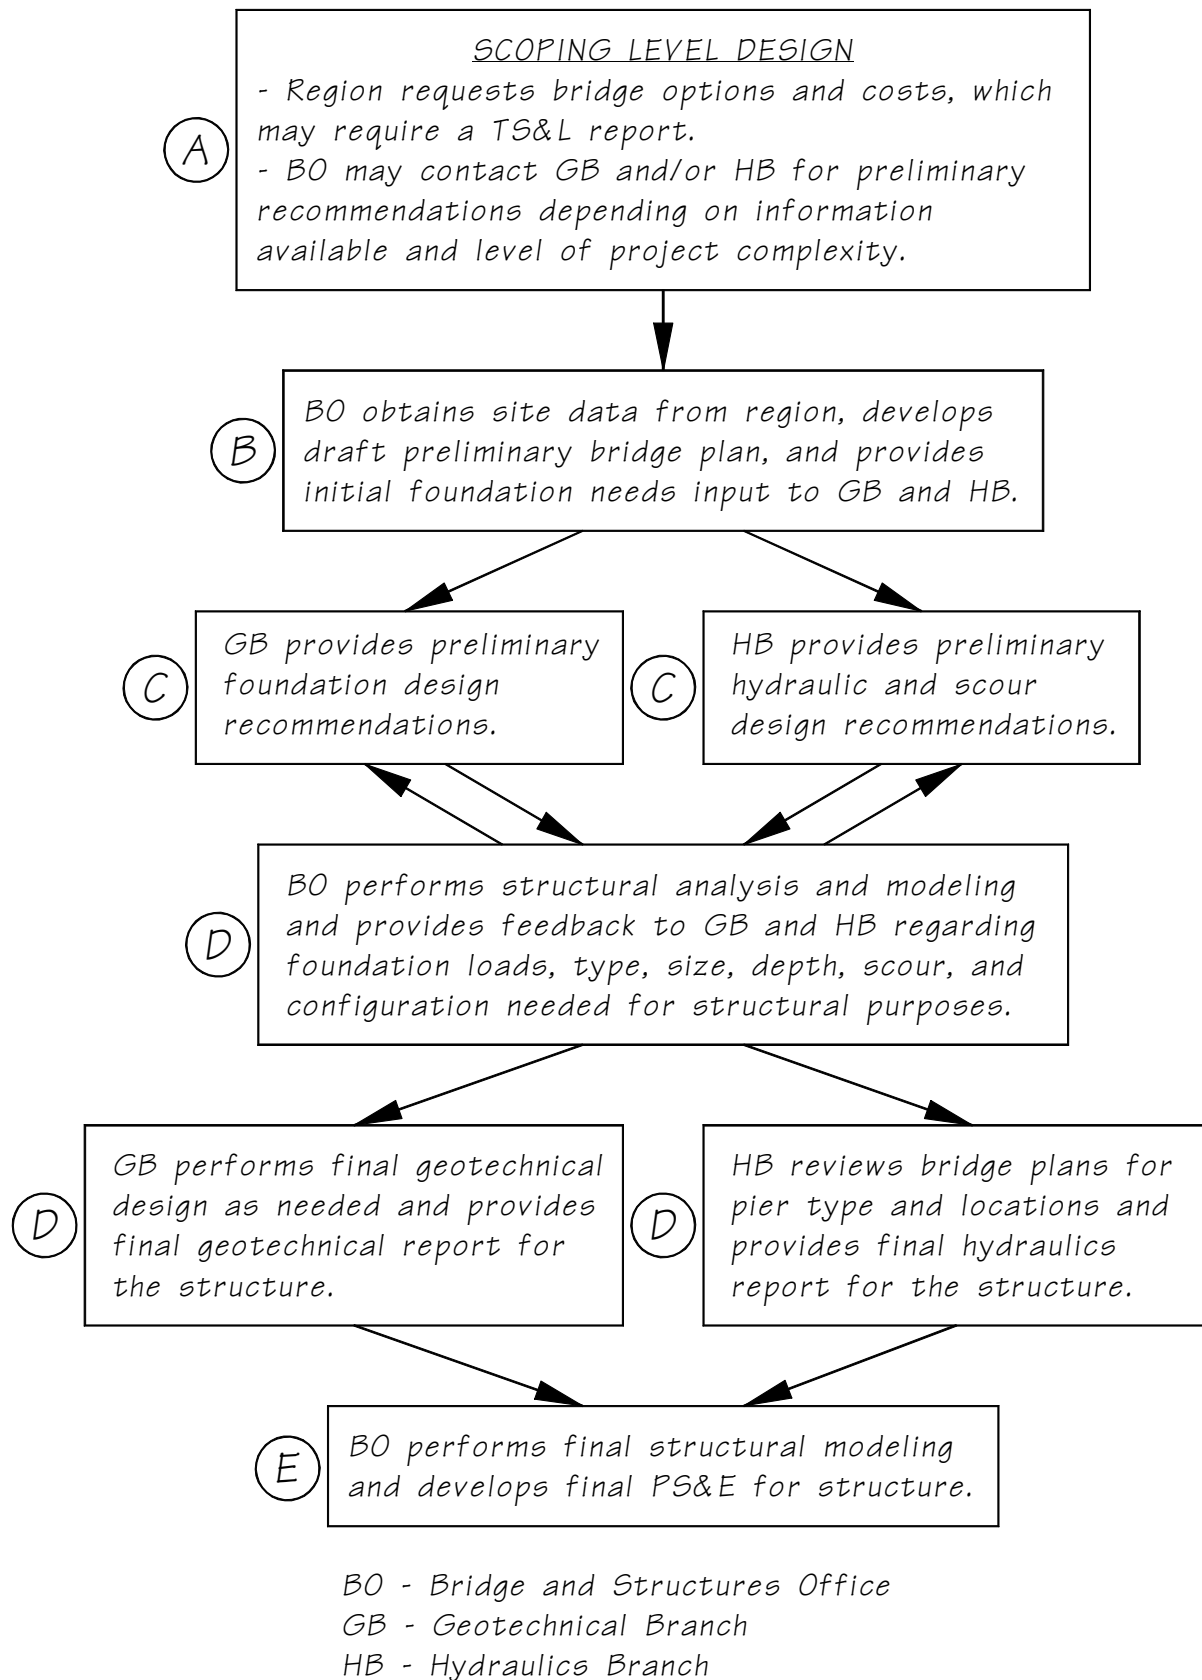 SCOPING LEVEL DESIGN
- Region requests bridge options and costs, which
may require a TS&L report.
- BO may contact GB and/or HB for preliminary
recommendations depending on information
available and level of project complexity.
A
BO obtains site data from region, develops
draft preliminary bridge plan, and provides
initial foundation needs input to GB and HB.
B
GB provides preliminary
foundation design
recommendations.
C
HB provides preliminary
hydraulic and scour
design recommendations.
C
BO performs structural analysis and modeling
and provides feedback to GB and HB regarding
foundation loads, type, size, depth, scour, and
configuration needed for structural purposes.
D
GB performs final geotechnical
design as needed and provides
final geotechnical report for
the structure.
D
HB reviews bridge plans for
pier type and locations and
provides final hydraulics
report for the structure.
D
BO performs final structural modeling
and develops final PS&E for structure.
E
BO - Bridge and Structures Office
GB - Geotechnical Branch
HB - Hydraulics Branch